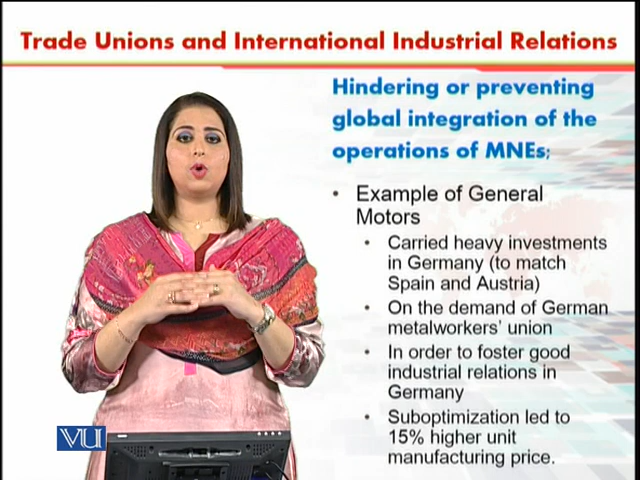 Trade Unions and International Industrial Relations
Hindering or preventing
global integration of the
operations of MNEs;
• Example of General
Motors
• Carried heavy investments
in Germany (to match
Spain and Austria)
• On the demand of German
metalworkers' union
• In order to foster good
industrial relations in
Germany
• Suboptimization led to
15% higher unit
manufacturing price.
VU